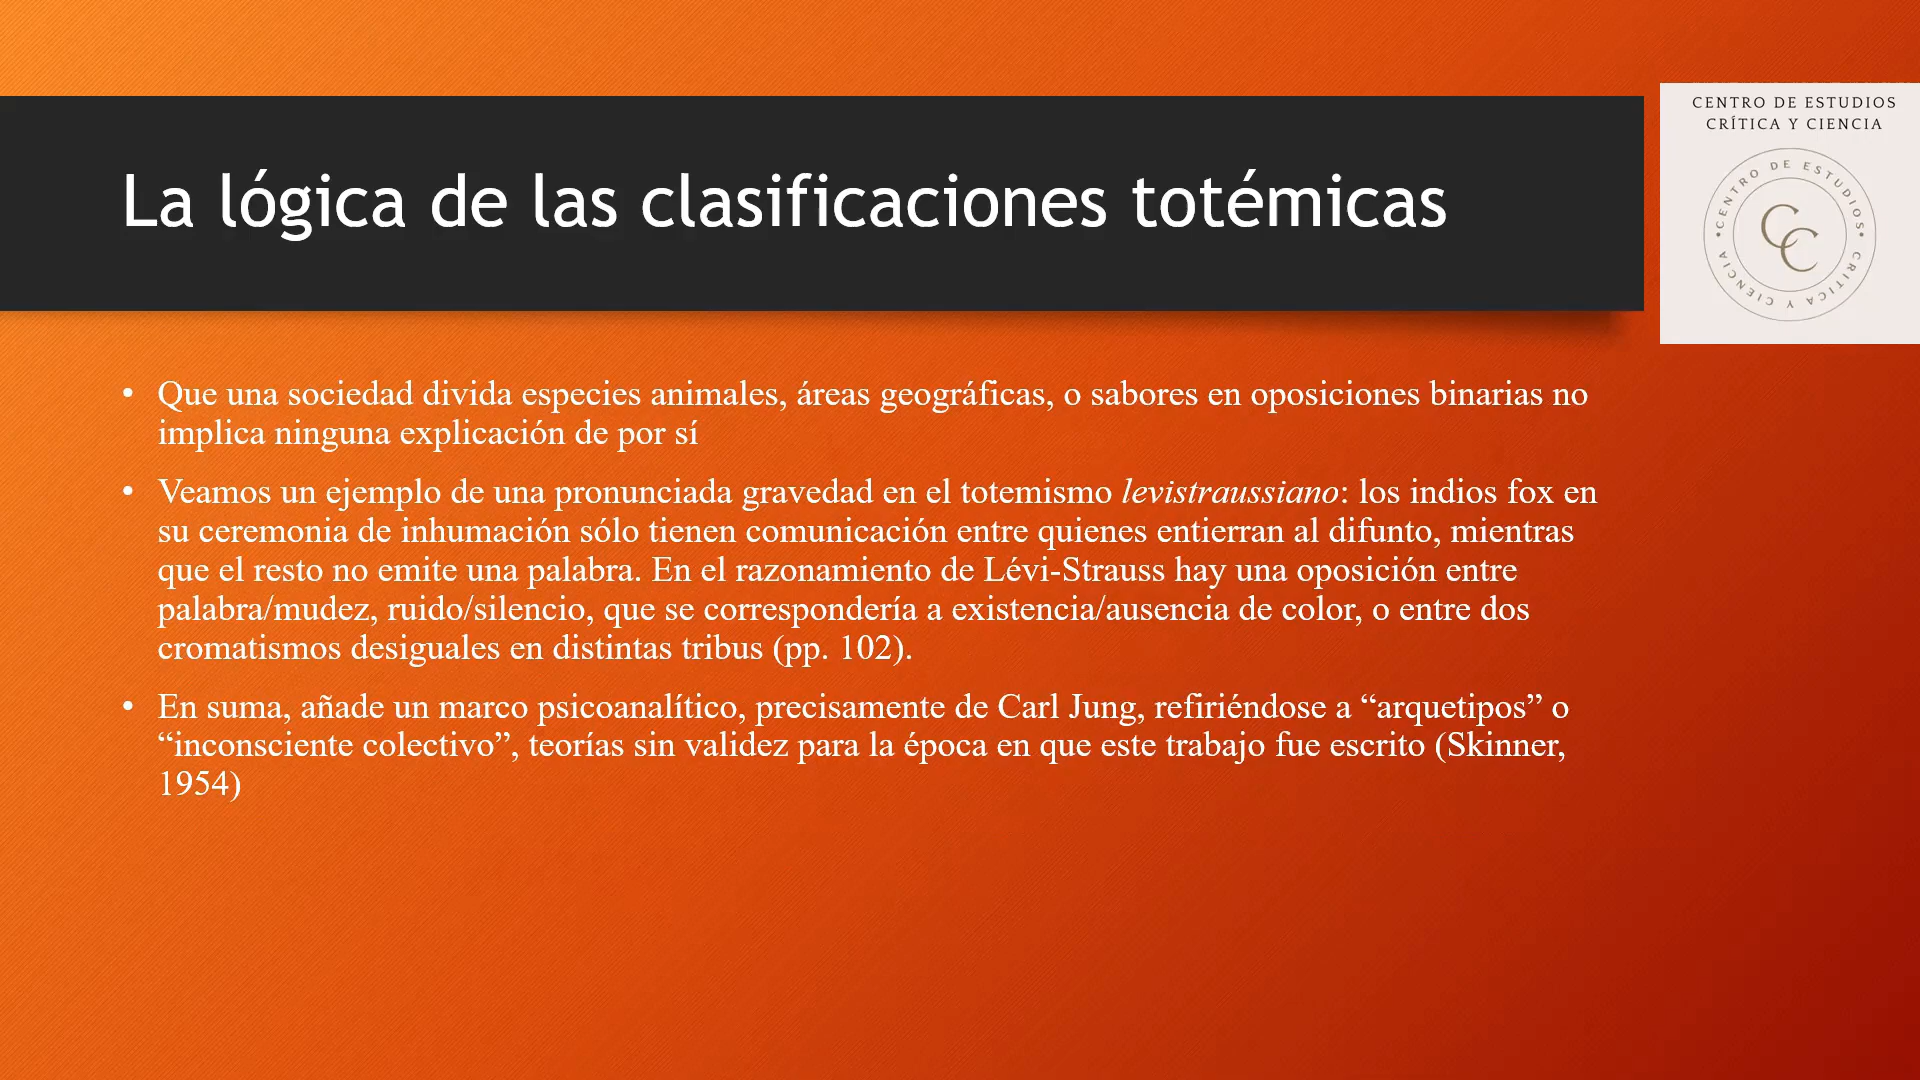 CENTRO DE ESTUDIOS
CRÍTICA Y CIENCIA
•CENTRO DE ESTUDIOS•
CRÍTICA Y CIENCIA
CC
La lógica de las clasificaciones totémicas
• Que una sociedad divida especies animales, áreas geográficas, o sabores en oposiciones binarias no
implica ninguna explicación de por sí
• Veamos un ejemplo de una pronunciada gravedad en el totemismo levistraussiano: los indios fox en
su ceremonia de inhumación sólo tienen comunicación entre quienes entierran al difunto, mientras
que el resto no emite una palabra. En el razonamiento de Lévi-Strauss hay una oposición entre
palabra/mudez, ruido/silencio, que se correspondería a existencia/ausencia de color, o entre dos
cromatismos desiguales en distintas tribus (pp. 102).
• En suma, añade un marco psicoanalítico, precisamente de Carl Jung, refiriéndose a “arquetipos” o
“inconsciente colectivo”, teorías sin validez para la época en que este trabajo fue escrito (Skinner,
1954)